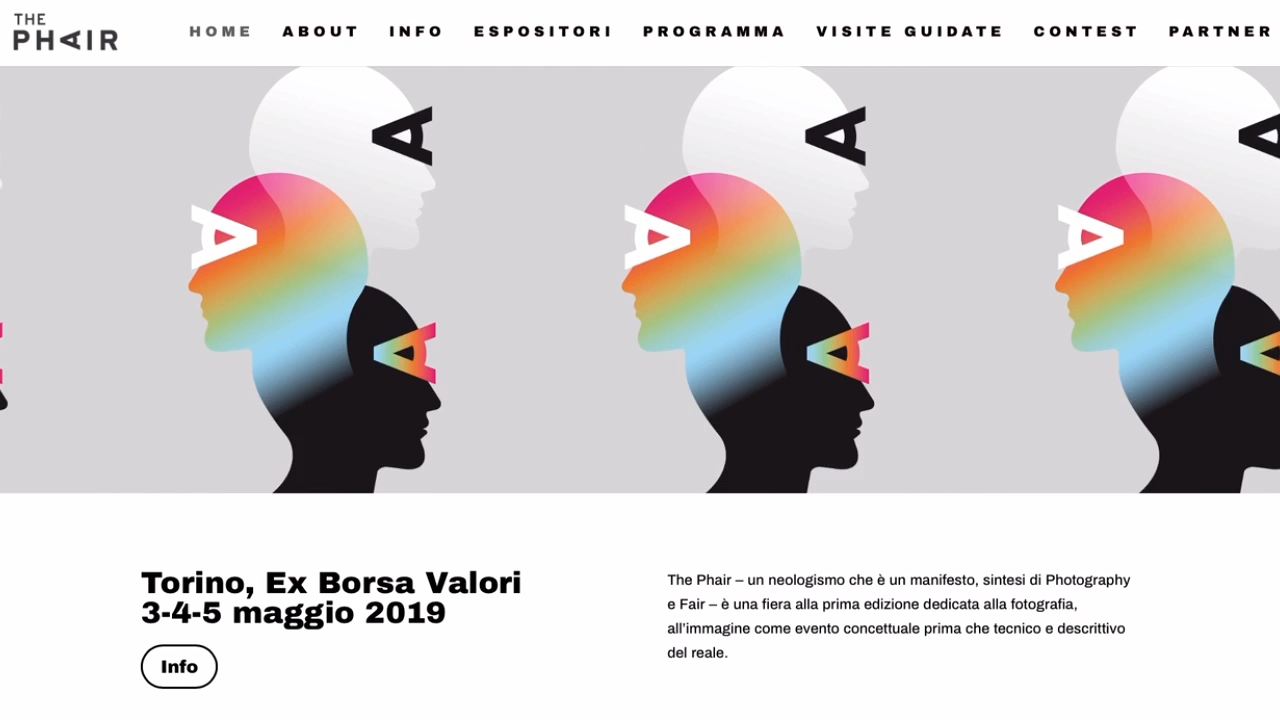 THE
PHAIR
HOME ABOUT INFO ESPOSITORI PROGRAMMA VISITE GUIDATE CONTEST PARTNER
A A A
A A A
A A A
Torino, Ex Borsa Valori
3-4-5 maggio 2019
Info
The Phair – un neologismo che è un manifesto, sintesi di Photography
e Fair – è una fiera alla prima edizione dedicata alla fotografia,
all’immagine come evento concettuale prima che tecnico e descrittivo
del reale.